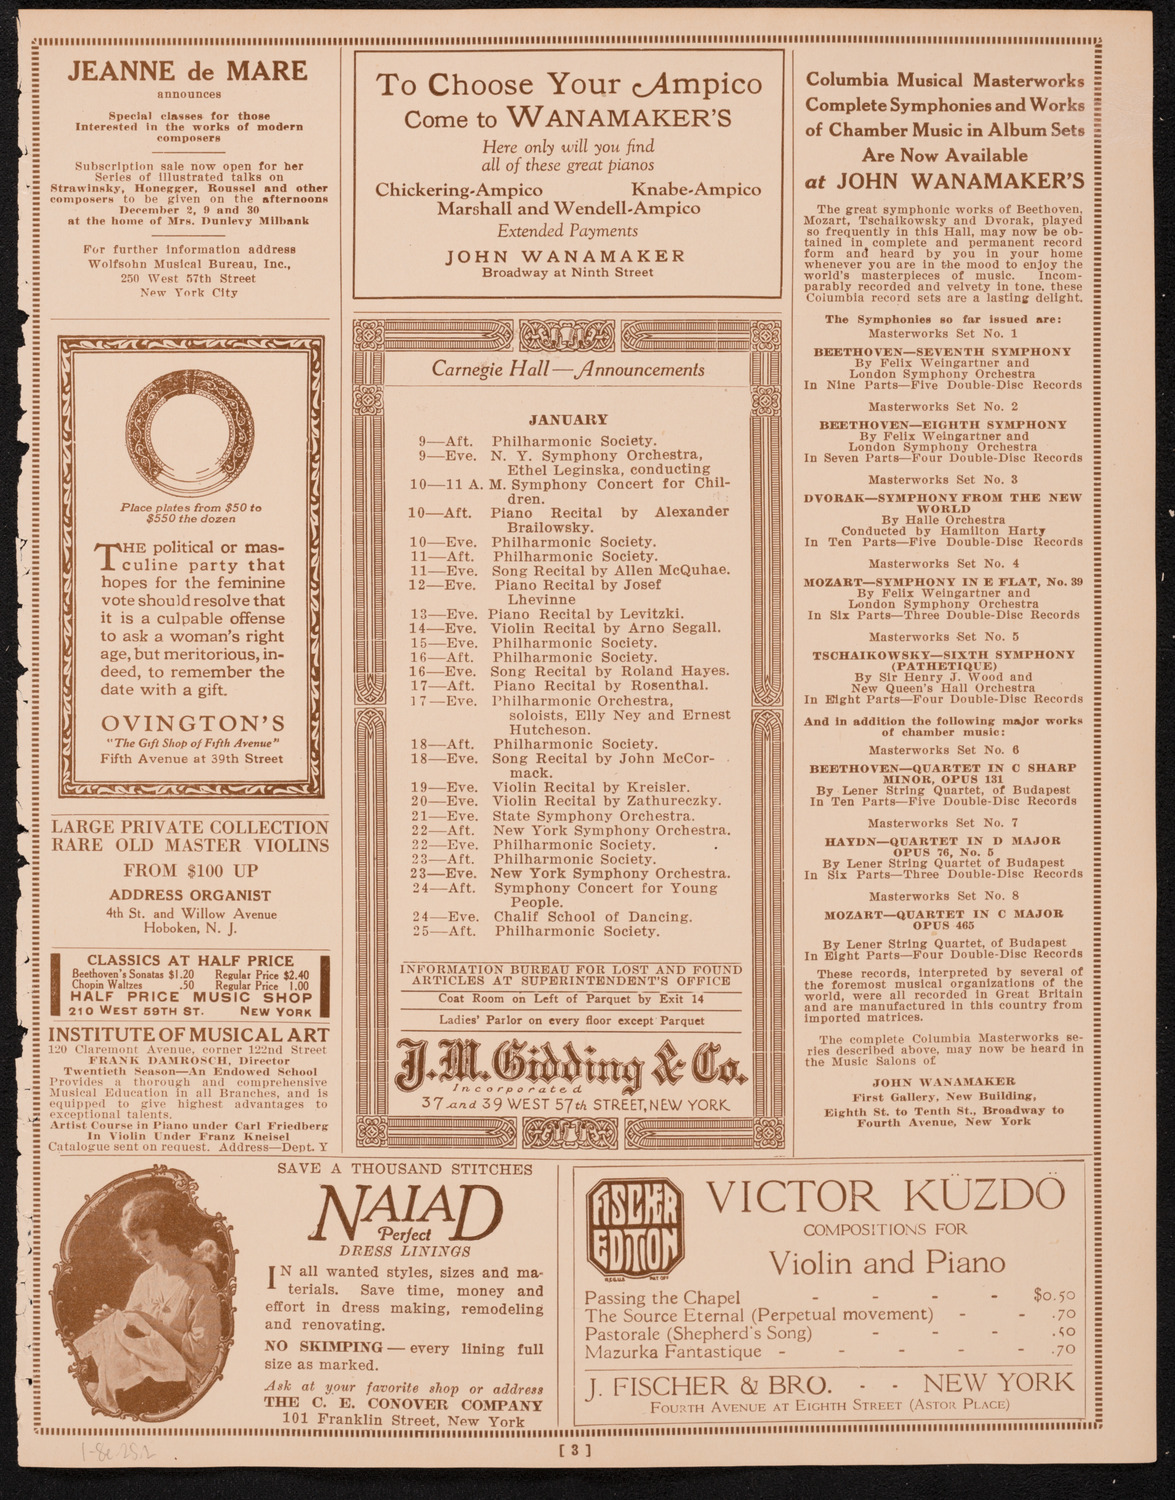 JEANNE de MARE
announces
Special classes for those
Interested in the works of modern
composers
Subscription sale now open for her
Series of illustrated talks on
Strawinsky, Honegger, Roussel and other
composers to be given on the afternoons
December 2, 9 and 30
at the home of Mrs. Dunlevy Milbank
For further information address
Wolfsohn Musical Bureau, Inc.,
250 West 57th Street
New York City
Place plates from $50 to
$550 the dozen
THE political or mas-
culine party that
hopes for the feminine
vote should resolve that
it is a culpable offense
to ask a woman's right
age, but meritorious, in-
deed, to remember the
date with a gift.
OVINGTON'S
"The Gift Shop of Fifth Avenue"
Fifth Avenue at 39th Street
LARGE PRIVATE COLLECTION
RARE OLD MASTER VIOLINS
FROM $100 UP
ADDRESS ORGANIST
4th St. and Willow Avenue
Hoboken, N. J.
CLASSICS AT HALF PRICE
Beethoven's Sonatas $1.20 Regular Price $2.40
Chopin Waltzes .50 Regular Price 1.00
HALF PRICE MUSIC SHOP
210 WEST 59TH ST. NEW YORK
INSTITUTE OF MUSICAL ART
120 Claremont Avenue, corner 122nd Street
FRANK DAMROSCH, Director
Twentieth Season—An Endowed School
Provides a thorough and comprehensive
Musical Education in all Branches, and is
equipped to give highest advantages to
exceptional talents.
Artist Course in Piano under Carl Friedberg
In Violin Under Franz Kneisel
Catalogue sent on request. Address—Dept. Y
To Choose Your Ampico
Come to WANAMAKER'S
Here only will you find
all of these great pianos
Chickering-Ampico Knabe-Ampico
Marshall and Wendell-Ampico
Extended Payments
JOHN WANAMAKER
Broadway at Ninth Street
Carnegie Hall—Announcements
JANUARY
9—Aft. Philharmonic Society.
9—Eve. N. Y. Symphony Orchestra,
Ethel Leginska, conducting
10—11 A. M. Symphony Concert for Chil-
dren.
10—Aft. Piano Recital by Alexander
Brailowsky.
10—Eve. Philharmonic Society.
11—Aft. Philharmonic Society.
11—Eve. Song Recital by Allen McQuhae.
12—Eve. Piano Recital by Josef
Lhevinne
13—Eve. Piano Recital by Levitzki.
14—Eve. Violin Recital by Arno Segall.
15—Eve. Philharmonic Society.
16—Aft. Philharmonic Society.
16—Eve. Song Recital by Roland Hayes.
17—Aft. Piano Recital by Rosenthal.
17—Eve. Philharmonic Orchestra,
soloists, Elly Ney and Ernest
Hutcheson.
18—Aft. Philharmonic Society.
18—Eve. Song Recital by John McCor-
mack.
19—Eve. Violin Recital by Kreisler.
20—Eve. Violin Recital by Zathureczky.
21—Eve. State Symphony Orchestra.
22—Aft. New York Symphony Orchestra.
22—Eve. Philharmonic Society.
23—Aft. Philharmonic Society.
23—Eve. New York Symphony Orchestra.
24—Aft. Symphony Concert for Young
People.
24—Eve. Chalif School of Dancing.
25—Aft. Philharmonic Society.
INFORMATION BUREAU FOR LOST AND FOUND
ARTICLES AT SUPERINTENDENT'S OFFICE
Coat Room on Left of Parquet by Exit 14
Ladies' Parlor on every floor except Parquet
J. M. Gidding & Co.
Incorporated
37 and 39 WEST 57th STREET, NEW YORK
Columbia Musical Masterworks
Complete Symphonies and Works
of Chamber Music in Album Sets
Are Now Available
at JOHN WANAMAKER'S
The great symphonic works of Beethoven,
Mozart, Tschaikowsky and Dvorak, played
so frequently in this Hall, may now be ob-
tained in complete and permanent record
form and heard by you in your home
whenever you are in the mood to enjoy the
world's masterpieces of music. Incom-
parably recorded and velvety in tone, these
Columbia record sets are a lasting delight.
The Symphonies so far issued are:
Masterworks Set No. 1
BEETHOVEN—SEVENTH SYMPHONY
By Felix Weingartner and
London Symphony Orchestra
In Nine Parts—Five Double-Disc Records
Masterworks Set No. 2
BEETHOVEN—EIGHTH SYMPHONY
By Felix Weingartner and
London Symphony Orchestra
In Seven Parts—Four Double-Disc Records
Masterworks Set No. 3
DVORAK—SYMPHONY FROM THE NEW
WORLD
By Halle Orchestra
Conducted by Hamilton Harty
In Ten Parts—Five Double-Disc Records
Masterworks Set No. 4
MOZART—SYMPHONY IN E FLAT, No. 39
By Felix Weingartner and
London Symphony Orchestra
In Six Parts—Three Double-Disc Records
Masterworks Set No. 5
TSCHAIKOWSKY—SIXTH SYMPHONY
(PATHETIQUE)
By Sir Henry J. Wood and
New Queen's Hall Orchestra
In Eight Parts—Four Double-Disc Records
And in addition the following major works
of chamber music:
Masterworks Set No. 6
BEETHOVEN—QUARTET IN C SHARP
MINOR, OPUS 131
By Lener String Quartet, of Budapest
In Ten Parts—Five Double-Disc Records
Masterworks Set No. 7
HAYDN—QUARTET IN D MAJOR
OPUS 76, No. 5
By Lener String Quartet of Budapest
In Six Parts—Three Double-Disc Records
Masterworks Set No. 8
MOZART—QUARTET IN C MAJOR
OPUS 465
By Lener String Quartet, of Budapest
In Eight Parts—Four Double-Disc Records
These records, interpreted by several of
the foremost musical organizations of the
world, were all recorded in Great Britain
and are manufactured in this country from
imported matrices.
The complete Columbia Masterworks se-
ries described above, may now be heard in
the Music Salons of
JOHN WANAMAKER
First Gallery, New Building,
Eighth St. to Tenth St., Broadway to
Fourth Avenue, New York
SAVE A THOUSAND STITCHES
NAIAD
Perfect
DRESS LININGS
IN all wanted styles, sizes and ma-
terials. Save time, money and
effort in dress making, remodeling
and renovating.
NO SKIMPING—every lining full
size as marked.
Ask at your favorite shop or address
THE C. E. CONOVER COMPANY
101 Franklin Street, New York
FISCHER
EDITION
VICTOR KÜZDÖ
COMPOSITIONS FOR
Violin and Piano
Passing the Chapel - - - - $0.50
The Source Eternal (Perpetual movement) - - .70
Pastorale (Shepherd's Song) - - - .50
Mazurka Fantastique - - - - - .70
J. FISCHER & BRO. - - NEW YORK
FOURTH AVENUE AT EIGHTH STREET (ASTOR PLACE)
[ 3 ]